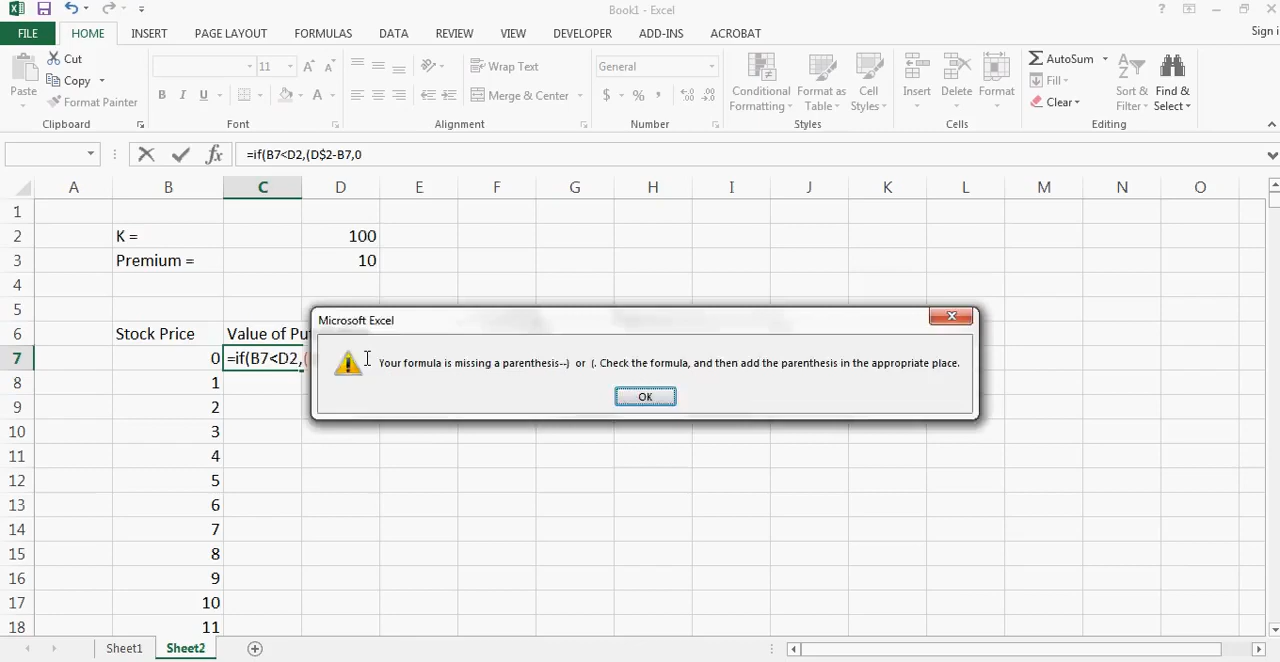 Book1 - Excel
?
FILE HOME INSERT PAGE LAYOUT FORMULAS DATA REVIEW VIEW DEVELOPER ADD-INS ACROBAT Sign i
Paste
Cut
Copy
Format Painter
Clipboard
11 A A
B I U A
Font
Wrap Text
Merge & Center
Alignment
General
$ % , .0 .00 .00 .0
Number
Conditional Formatting
Format as Table
Cell Styles
Styles
Insert Delete Format
Cells
AutoSum
Fill
Clear
Sort & Filter
Find & Select
Editing
fx =if(B7<D2,(D$2-B7,0
A B C D E F G H I J K L M N O
1
2 K = 100
3 Premium = 10
4
5
6 Stock Price Value of Pu
7 0 =if(B7<D2,(
8 1
9 2
10 3
11 4
12 5
13 6
14 7
15 8
16 9
17 10
18 11
Microsoft Excel
Your formula is missing a parenthesis--) or (. Check the formula, and then add the parenthesis in the appropriate place.
OK
Sheet1 Sheet2